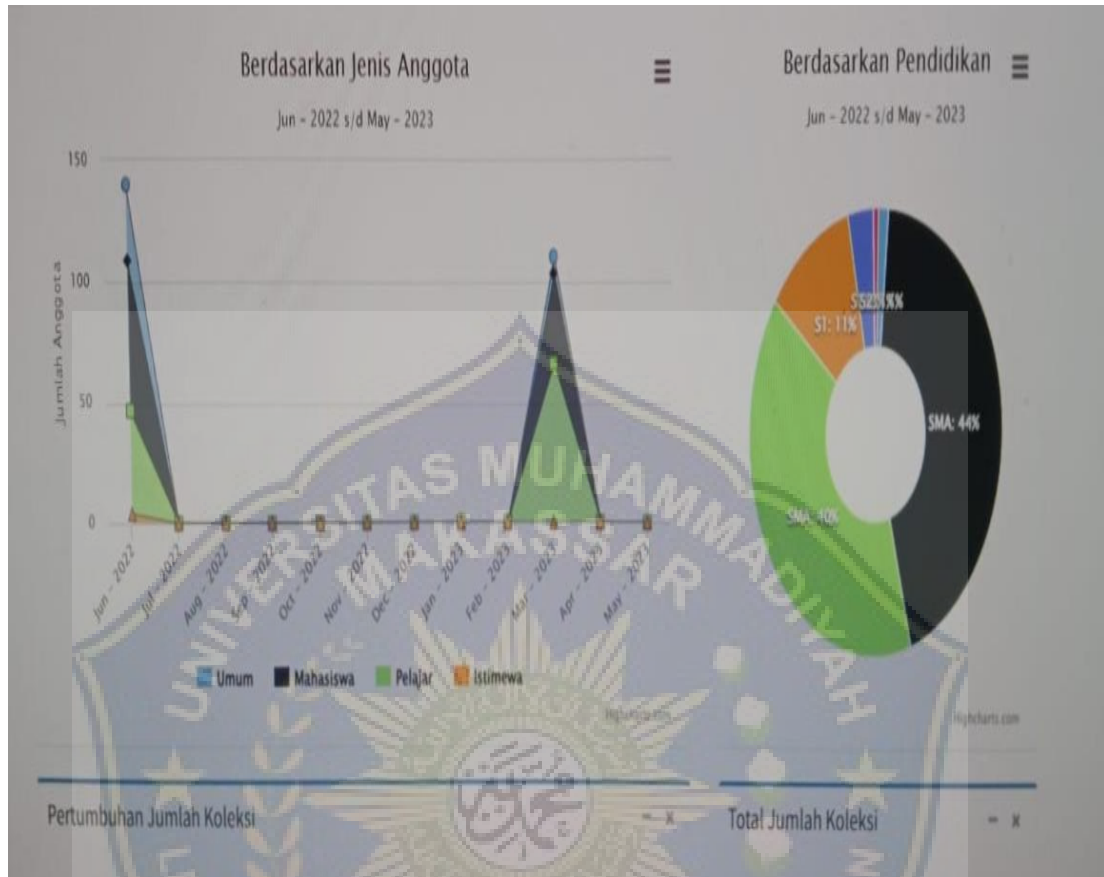 Berdasarkan Jenis Anggota
Jun - 2022 s/d May - 2023
Jumlah Anggota
150
100
50
0
Jun - 2022
Jul - 2022
Aug - 2022
Sep - 2022
Oct - 2022
Nov - 2022
Dec - 2022
Jan - 2023
Feb - 2023
Mar - 2023
Apr - 2023
May - 2023
Umum
Mahasiswa
Pelajar
Istimewa
Highcharts.com
Berdasarkan Pendidikan
Jun - 2022 s/d May - 2023
S1: 11%
SMA: 44%
Highcharts.com
Pertumbuhan Jumlah Koleksi
Total Jumlah Koleksi
UNIVERSITAS MUHAMMADIYAH
MAKASSAR